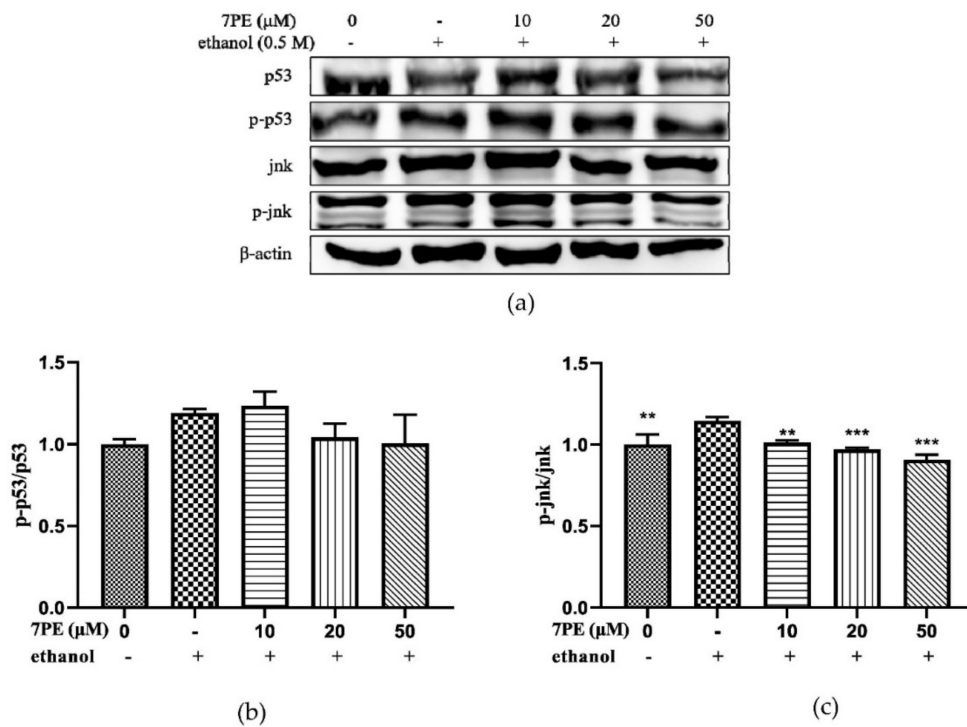 7PE (μM) 0 - 10 20 50
ethanol (0.5 M) - + + + +
p53
p-p53
jnk
p-jnk
β-actin
(a)
p-p53/p53
1.5
1.0
0.5
0.0
7PE (μM) 0 - 10 20 50
ethanol - + + + +
(b)
p-jnk/jnk
1.5
1.0
0.5
0.0
** ** *** ***
7PE (μM) 0 - 10 20 50
ethanol - + + + +
(c)